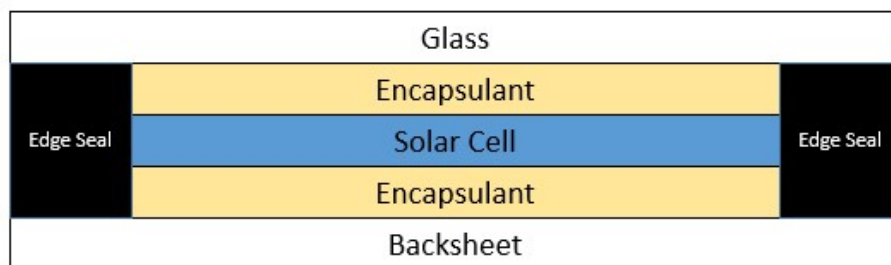 Glass
Encapsulant
Edge Seal
Solar Cell
Edge Seal
Encapsulant
Backsheet